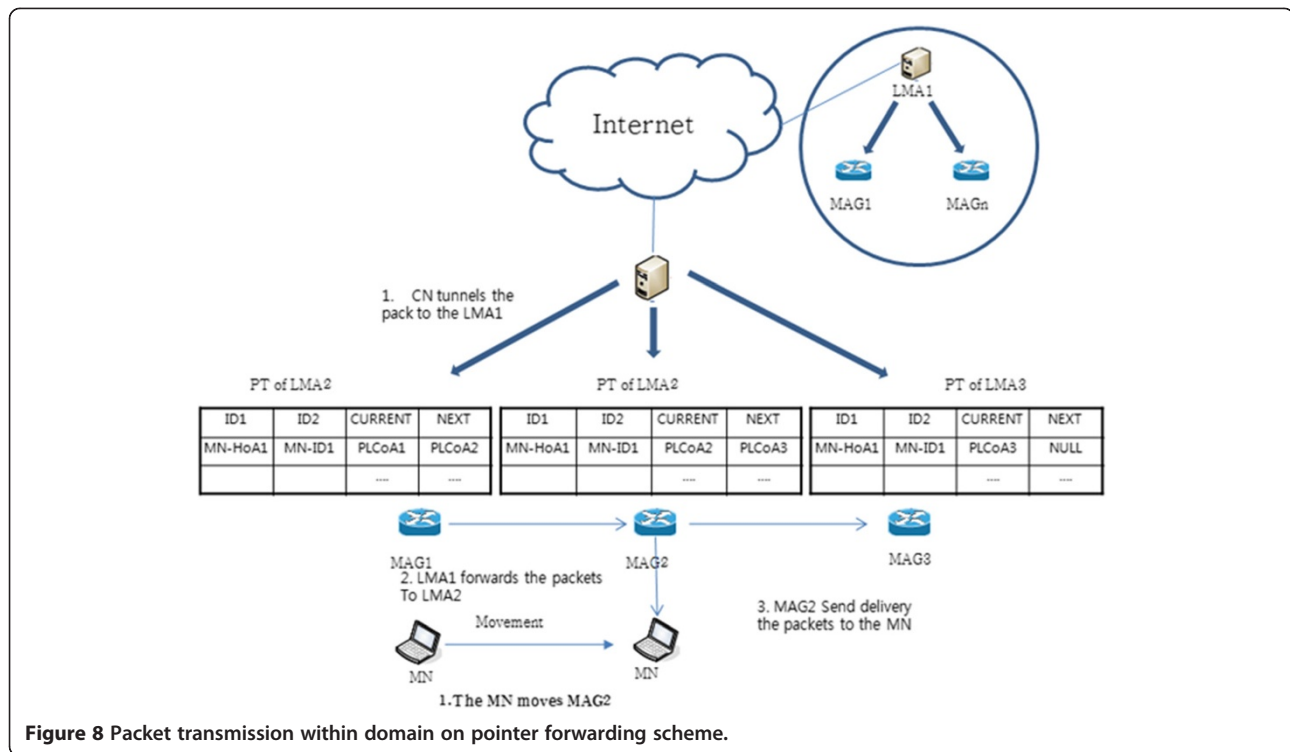 LMA1
Internet
MAG1
MAGn
1. CN tunnels the
pack to the LMA1
PT of LMA2
PT of LMA2
PT of LMA3
ID1 ID2 CURRENT NEXT
MN-HoA1 MN-ID1 PLCoA1 PLCoA2
.... ....
ID1 ID2 CURRENT NEXT
MN-HoA1 MN-ID1 PLCoA2 PLCoA3
.... ....
ID1 ID2 CURRENT NEXT
MN-HoA1 MN-ID1 PLCoA3 NULL
.... ....
MAG1
MAG2
MAG3
2. LMA1 forwards the packets
To LMA2
3. MAG2 Send delivery
the packets to the MN
Movement
MN
MN
1.The MN moves MAG2
Figure 8 Packet transmission within domain on pointer forwarding scheme.